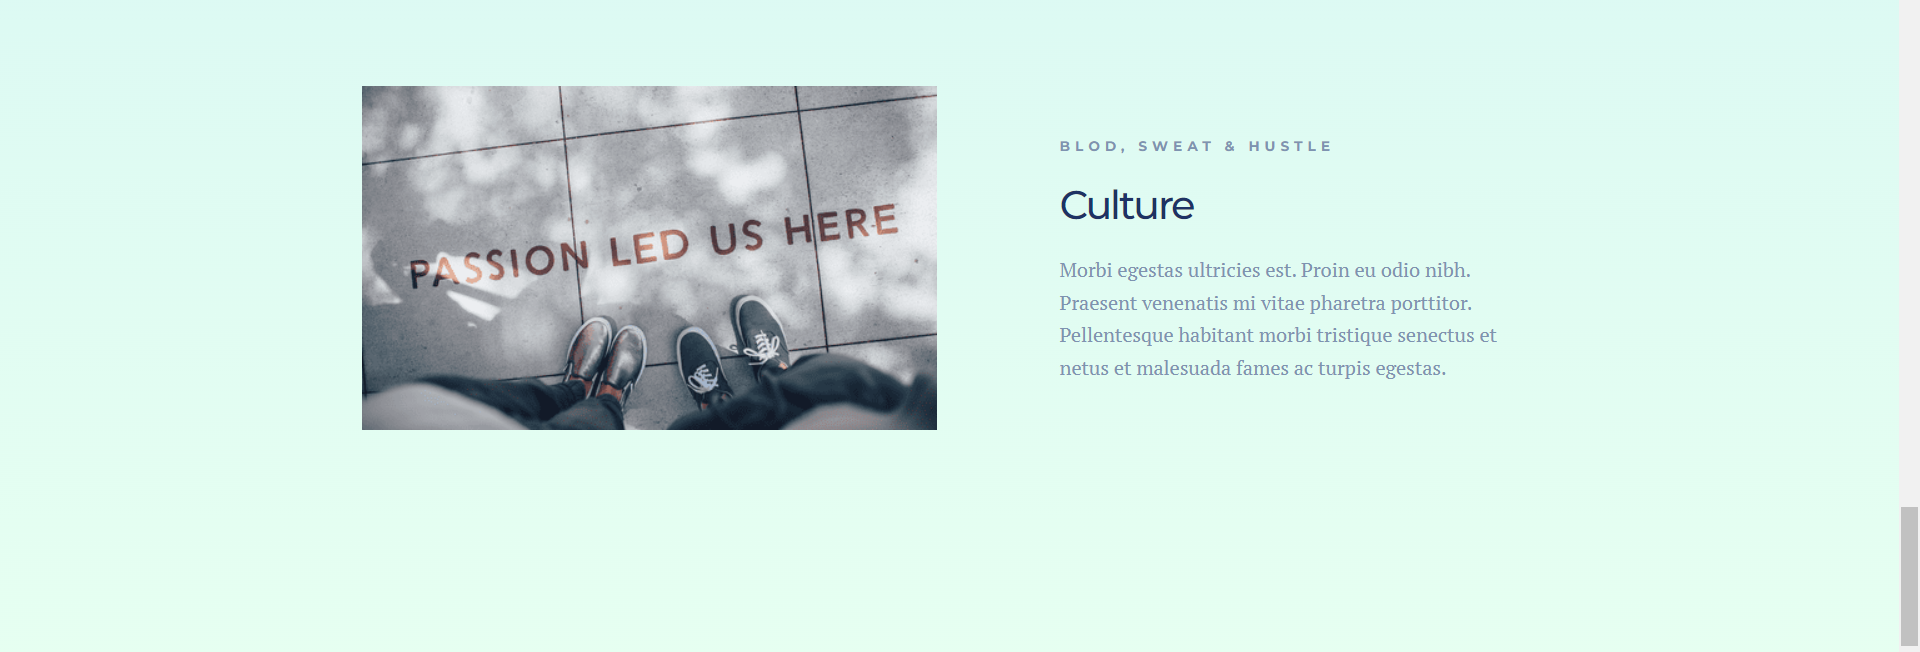 PASSION LED US HERE
BLOD, SWEAT & HUSTLE
Culture
Morbi egestas ultricies est. Proin eu odio nibh.
Praesent venenatis mi vitae pharetra porttitor.
Pellentesque habitant morbi tristique senectus et
netus et malesuada fames ac turpis egestas.